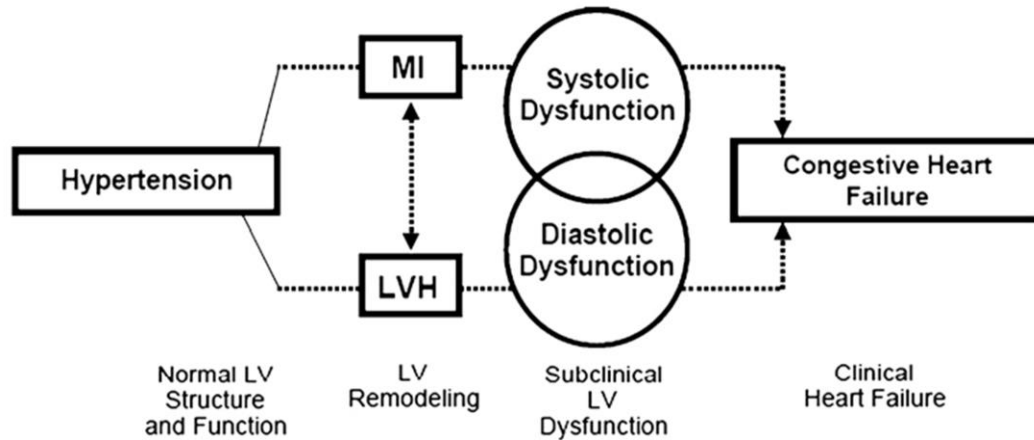 MI
Systolic
Dysfunction
Hypertension
Congestive Heart
Failure
Diastolic
Dysfunction
LVH
Normal LV
Structure
and Function
LV
Remodeling
Subclinical
LV
Dysfunction
Clinical
Heart Failure